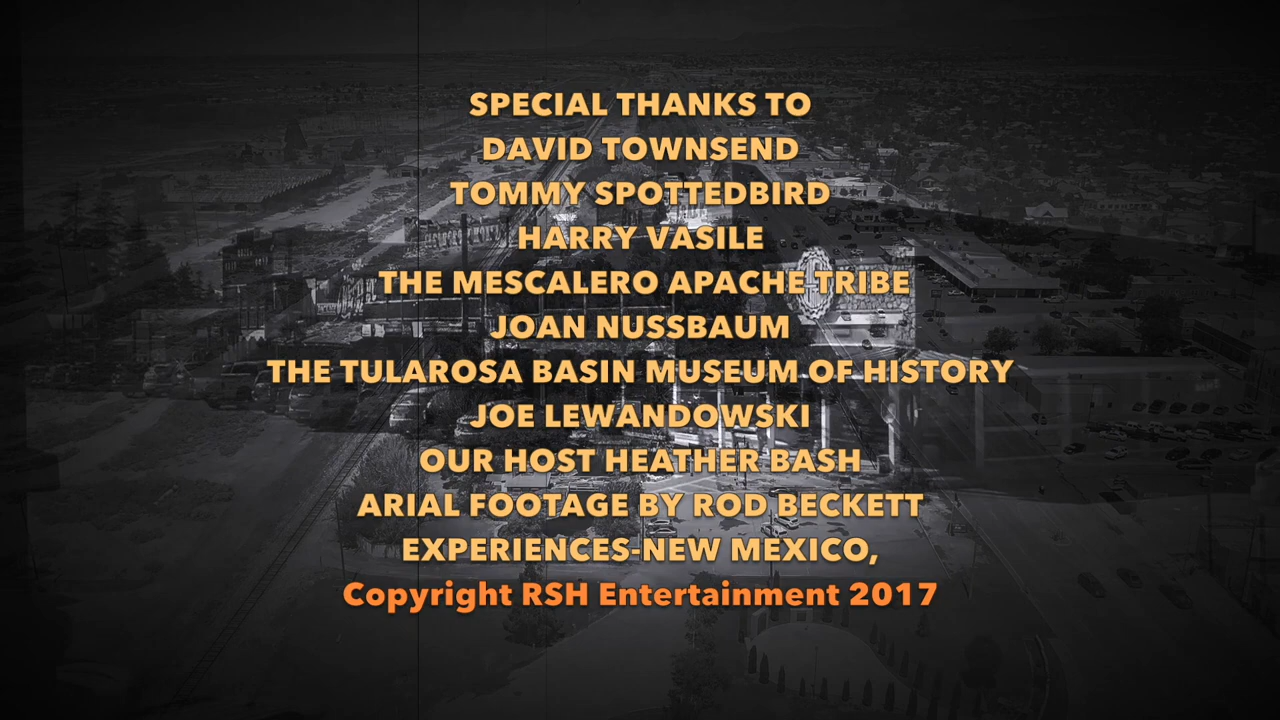 SPECIAL THANKS TO
DAVID TOWNSEND
TOMMY SPOTTEDBIRD
HARRY VASILE
THE MESCALERO APACHE TRIBE
JOAN NUSSBAUM
THE TULAROSA BASIN MUSEUM OF HISTORY
JOE LEWANDOWSKI
OUR HOST HEATHER BASH
ARIAL FOOTAGE BY ROD BECKETT
EXPERIENCES-NEW MEXICO,
Copyright RSH Entertainment 2017